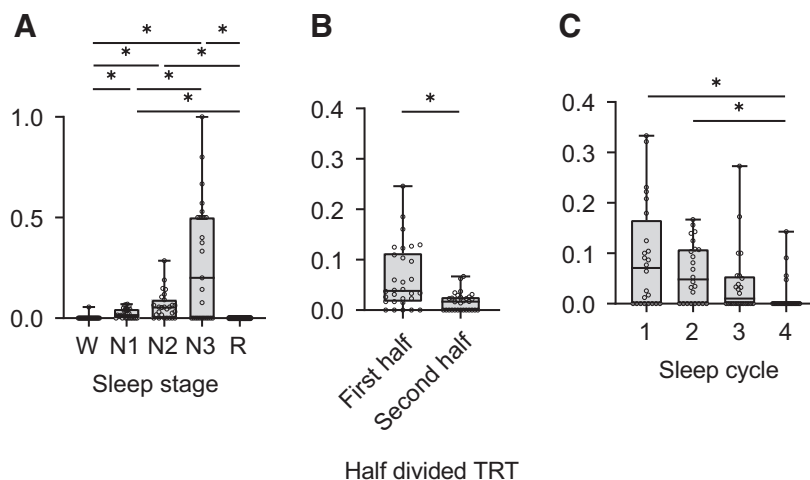 A
B
C
* *
* *
* *
*
*
*
*
1.0
0.5
0.0
W N1 N2 N3 R
Sleep stage
0.4
0.3
0.2
0.1
0.0
First half
Second half
Half divided TRT
0.4
0.3
0.2
0.1
0.0
1 2 3 4
Sleep cycle